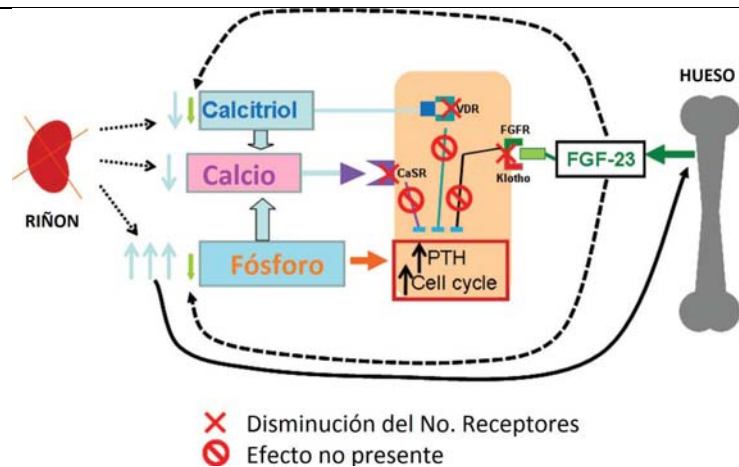 HUESO
Calcitriol
VDR
FGFR
FGF-23
Klotho
Calcio
CaSR
RIÑON
Fósforo
PTH
Cell cycle
Disminución del No. Receptores
Efecto no presente